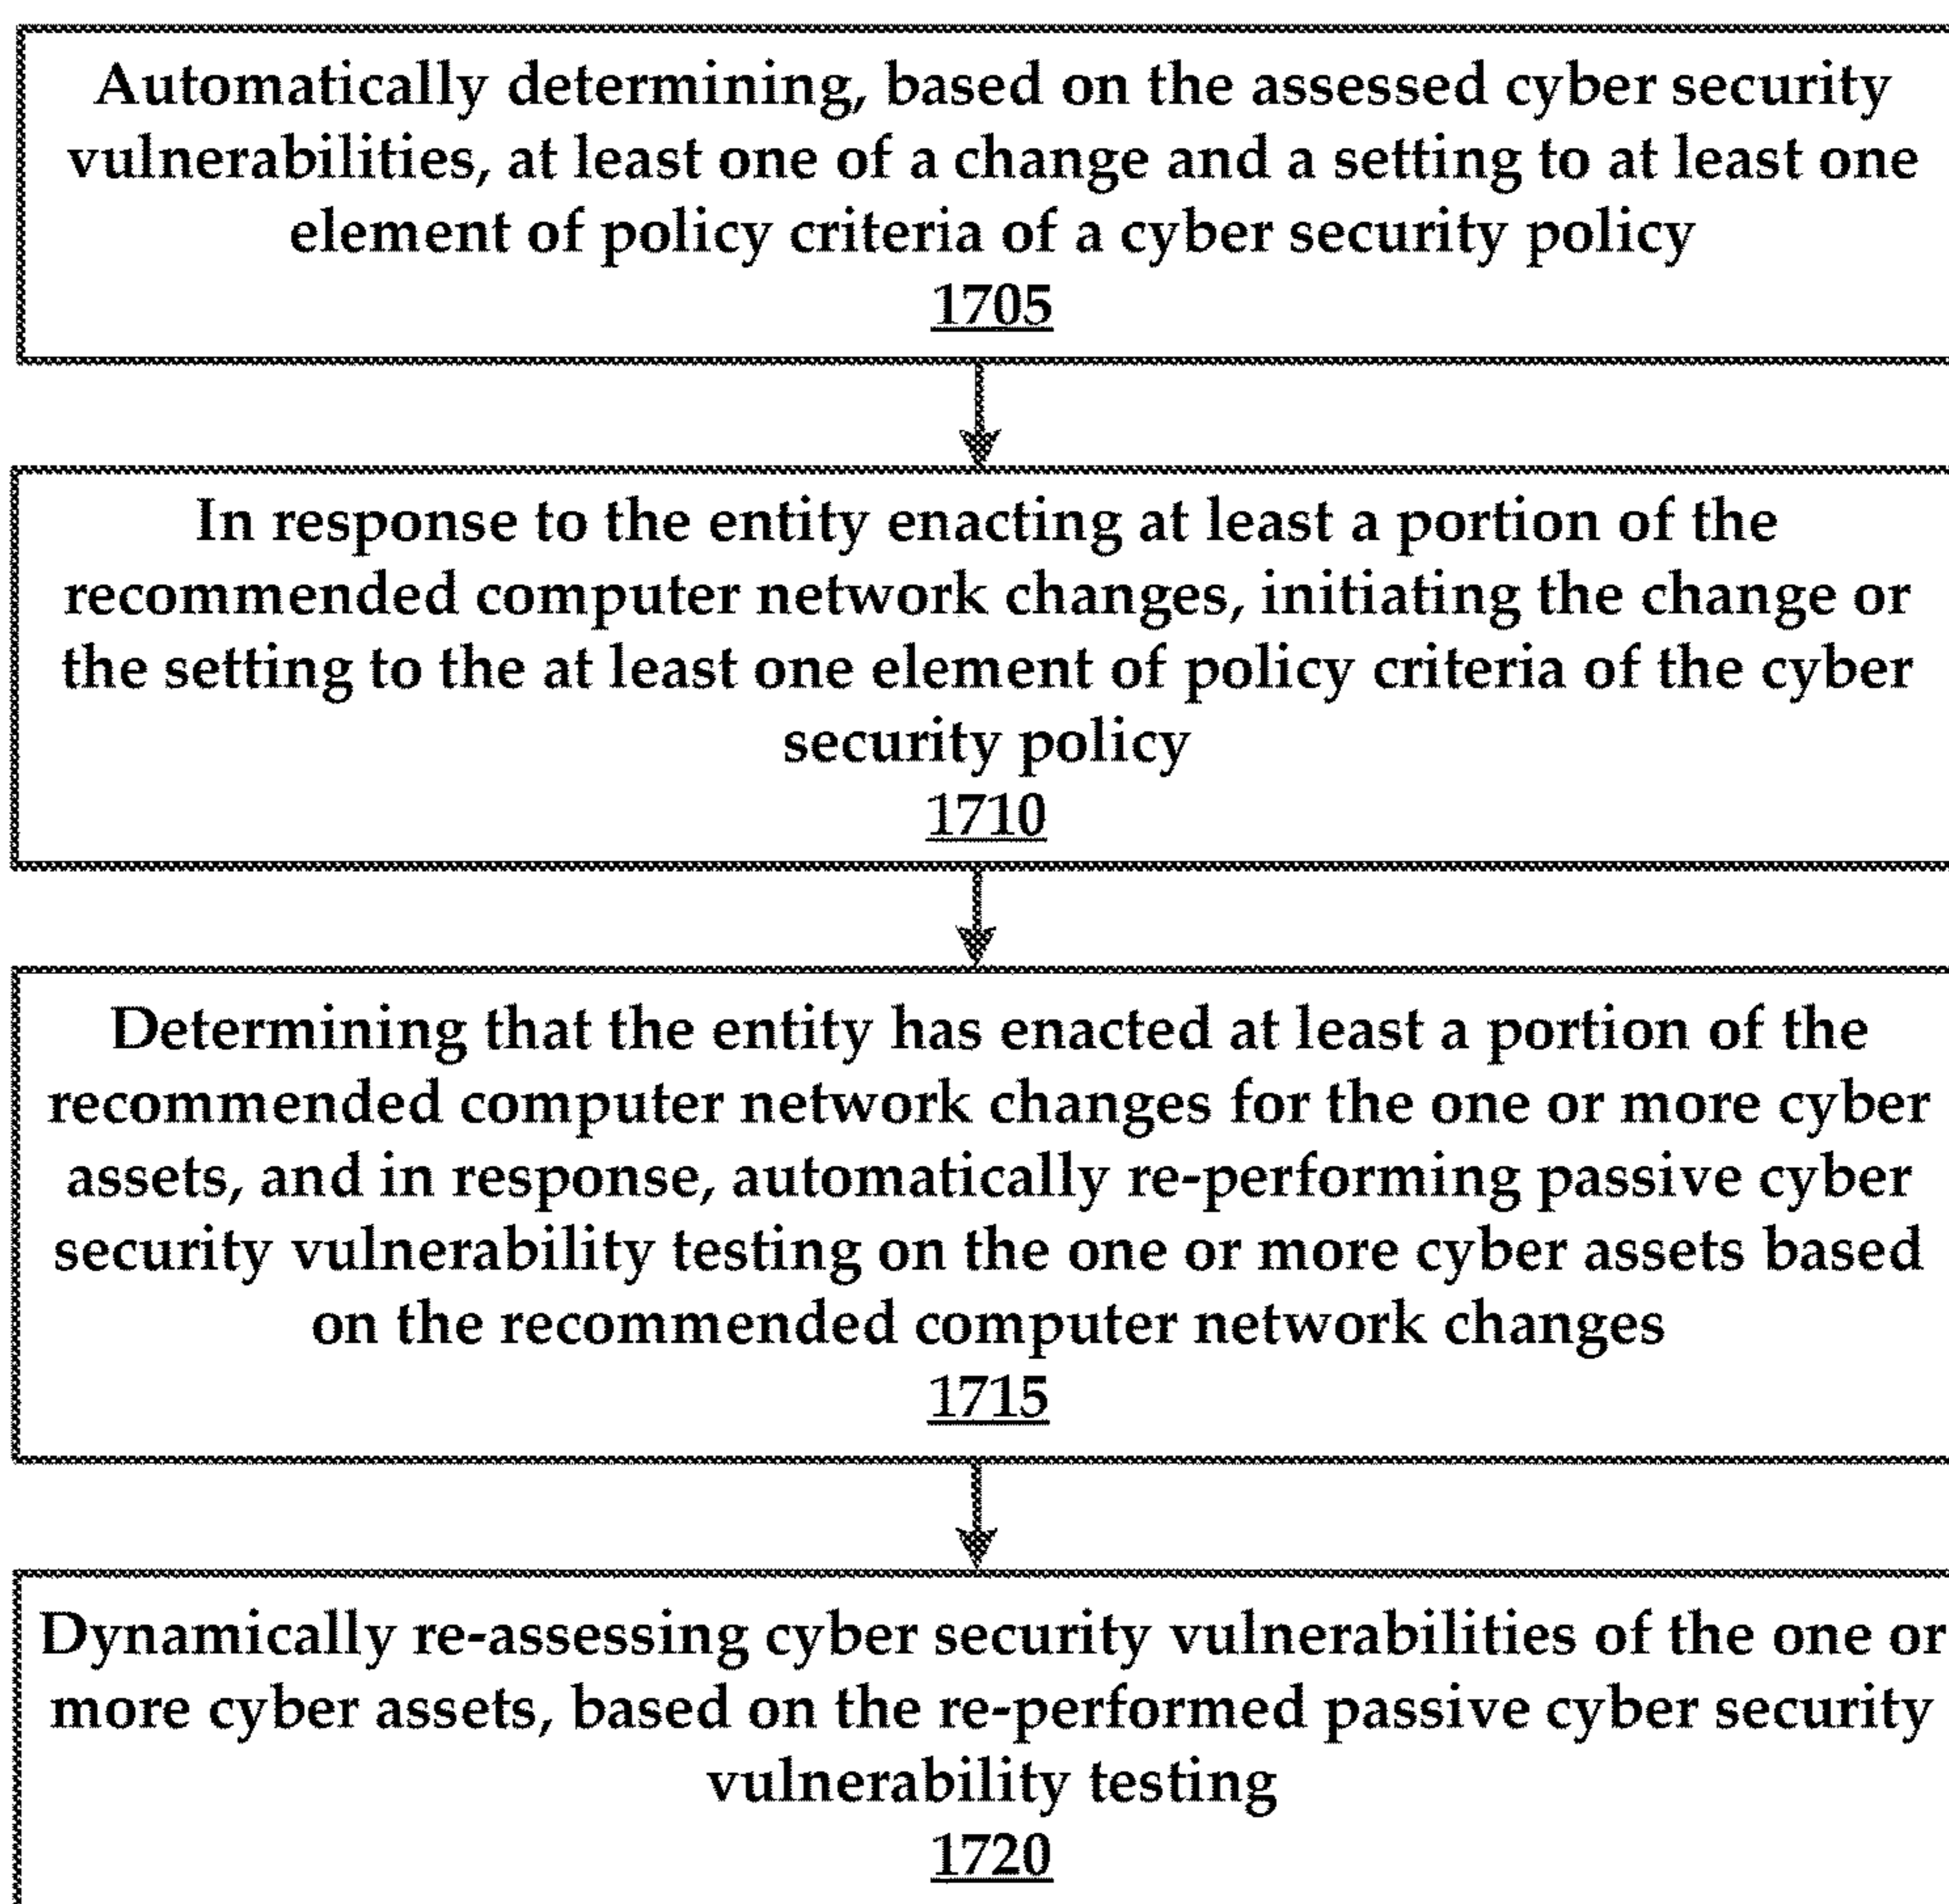 Automatically determining, based on the assessed cyber security
vulnerabilities, at least one of a change and a setting to at least one
element of policy criteria of a cyber security policy
1705
In response to the entity enacting at least a portion of the
recommended computer network changes, initiating the change or
the setting to the at least one element of policy criteria of the cyber
security policy
1710
Determining that the entity has enacted at least a portion of the
recommended computer network changes for the one or more cyber
assets, and in response, automatically re-performing passive cyber
security vulnerability testing on the one or more cyber assets based
on the recommended computer network changes
1715
Dynamically re-assessing cyber security vulnerabilities of the one or
more cyber assets, based on the re-performed passive cyber security
vulnerability testing
1720